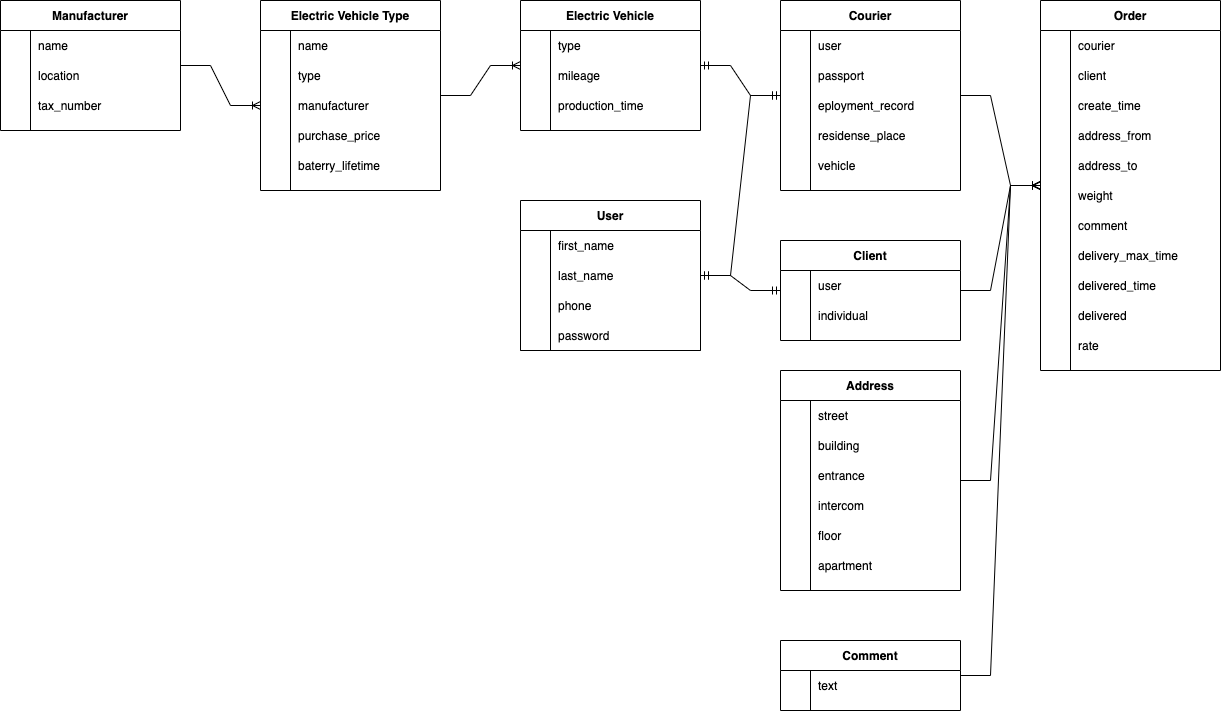 Manufacturer
name
location
tax_number
Electric Vehicle Type
name
type
manufacturer
purchase_price
baterry_lifetime
Electric Vehicle
type
mileage
production_time
User
first_name
last_name
phone
password
Courier
user
passport
eployment_record
residense_place
vehicle
Client
user
individual
Address
street
building
entrance
intercom
floor
apartment
Comment
text
Order
courier
client
create_time
address_from
address_to
weight
comment
delivery_max_time
delivered_time
delivered
rate